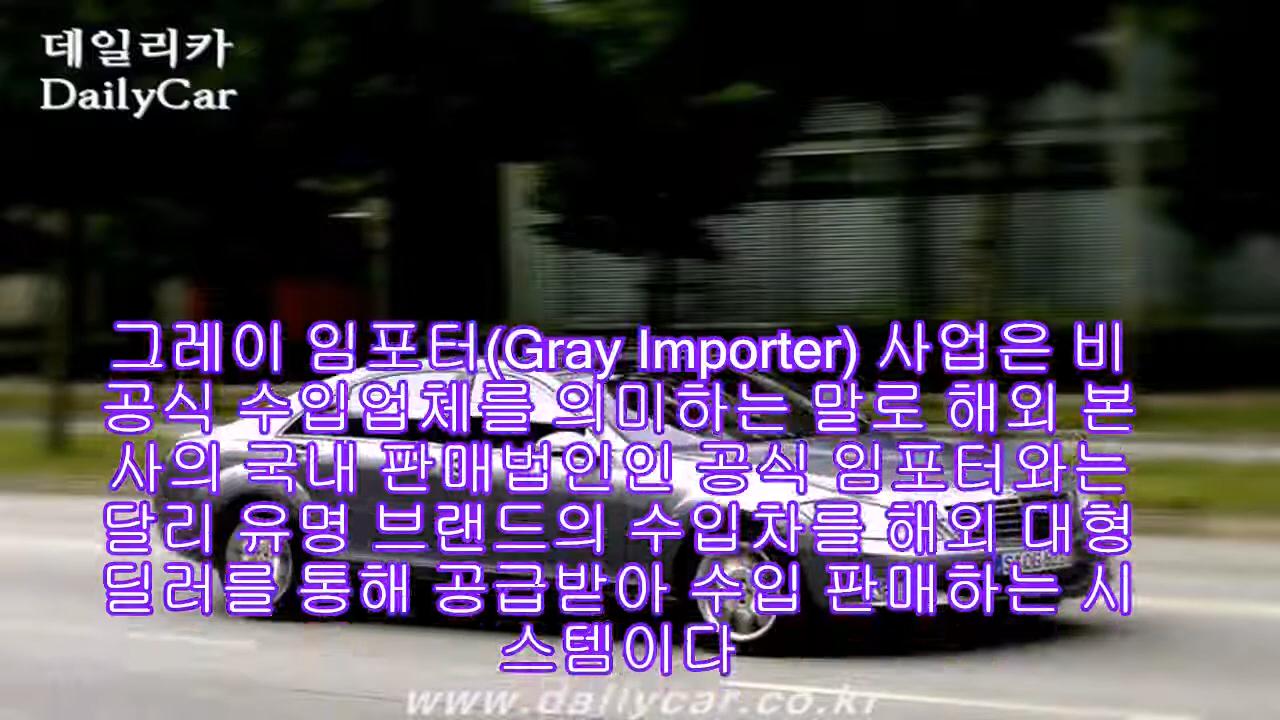 데일리카
DailyCar
그레이 임포터(Gray Importer) 사업은 비
공식 수입업체를 의미하는 말로 해외 본
사의 국내 판매법인인 공식 임포터와는
달리 유명 브랜드의 수입차를 해외 대형
딜러를 통해 공급받아 수입 판매하는 시
스템이다
www.dailycar.co.kr